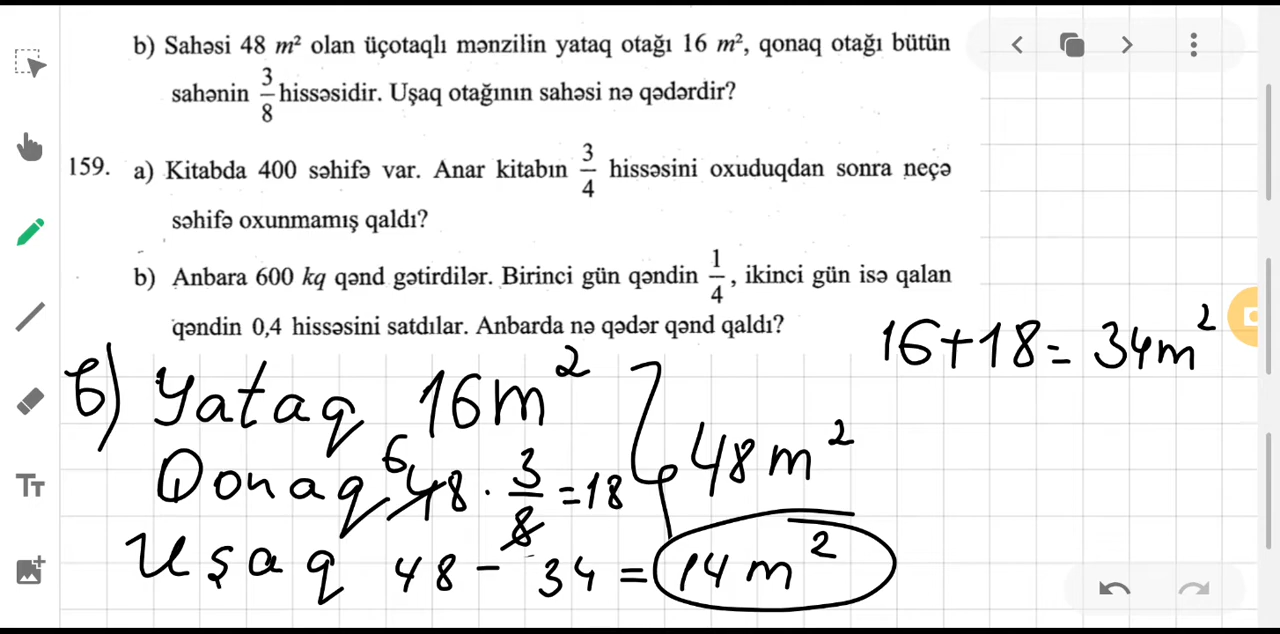 b) Sahəsi 48 m² olan üçotaqlı mənzilin yataq otağı 16 m², qonaq otağı bütün
sahənin 3/8 hissəsidir. Uşaq otağının sahəsi nə qədərdir?
159. a) Kitabda 400 səhifə var. Anar kitabın 3/4 hissəsini oxuduqdan sonra neçə
səhifə oxunmamış qaldı?
b) Anbara 600 kq qənd gətirdilər. Birinci gün qəndin 1/4, ikinci gün isə qalan
qəndin 0,4 hissəsini satdılar. Anbarda nə qədər qənd qaldı?
16+18= 34m²
b) Yataq 16m²
48m²
Qonaq 6 48 · 3/8 =18
Uşaq 48 - 34 = 14m²
Tт